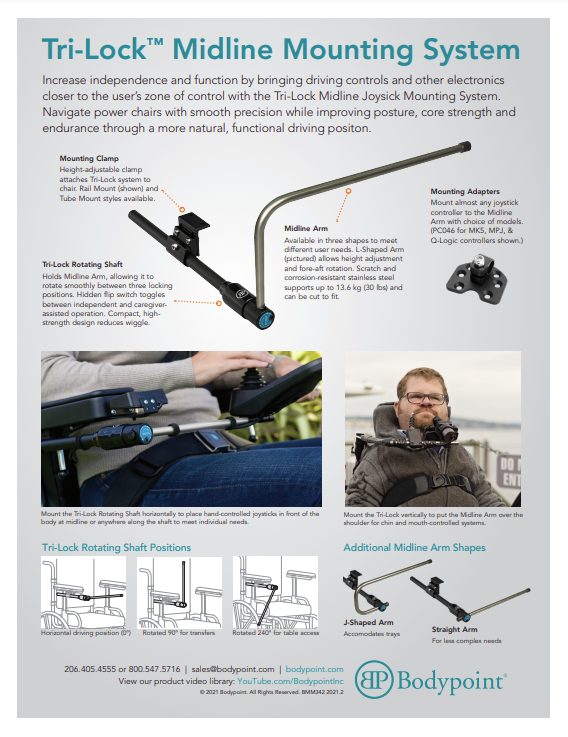 Tri-Lock™ Midline Mounting System
Increase independence and function by bringing driving controls and other electronics
closer to the user's zone of control with the Tri-Lock Midline Joysick Mounting System.
Navigate power chairs with smooth precision while improving posture, core strength and
endurance through a more natural, functional driving positon.
Mounting Clamp
Height-adjustable clamp
attaches Tri-Lock system to
chair. Rail Mount (shown) and
Tube Mount styles available.
Mounting Adapters
Mount almost any joystick
controller to the Midline
Arm with choice of models.
(PC046 for MK5, MPJ, &
Q-Logic controllers shown.)
Midline Arm
Available in three shapes to meet
different user needs. L-Shaped Arm
(pictured) allows height adjustment
and fore-aft rotation. Scratch and
corrosion-resistant stainless steel
supports up to 13.6 kg (30 lbs) and
can be cut to fit.
Tri-Lock Rotating Shaft
Holds Midline Arm, allowing it to
rotate smoothly between three locking
positions. Hidden flip switch toggles
between independent and caregiver-
assisted operation. Compact, high-
strength design reduces wiggle.
DO N
ENT
Mount the Tri-Lock Rotating Shaft horizontally to place hand-controlled joysticks in front of the
body at midline or anywhere along the shaft to meet individual needs.
Mount the Tri-Lock vertically to put the Midline Arm over the
shoulder for chin and mouth-controlled systems.
Tri-Lock Rotating Shaft Positions
Horizontal driving position (0°)
Rotated 90° for transfers
Rotated 240° for table access
Additional Midline Arm Shapes
J-Shaped Arm
Accomodates trays
Straight Arm
For less complex needs
206.405.4555 or 800.547.5716 | sales@bodypoint.com | bodypoint.com
View our product video library: YouTube.com/BodypointInc
© 2021 Bodypoint. All Rights Reserved. BMM342 2021.2
BP Bodypoint®